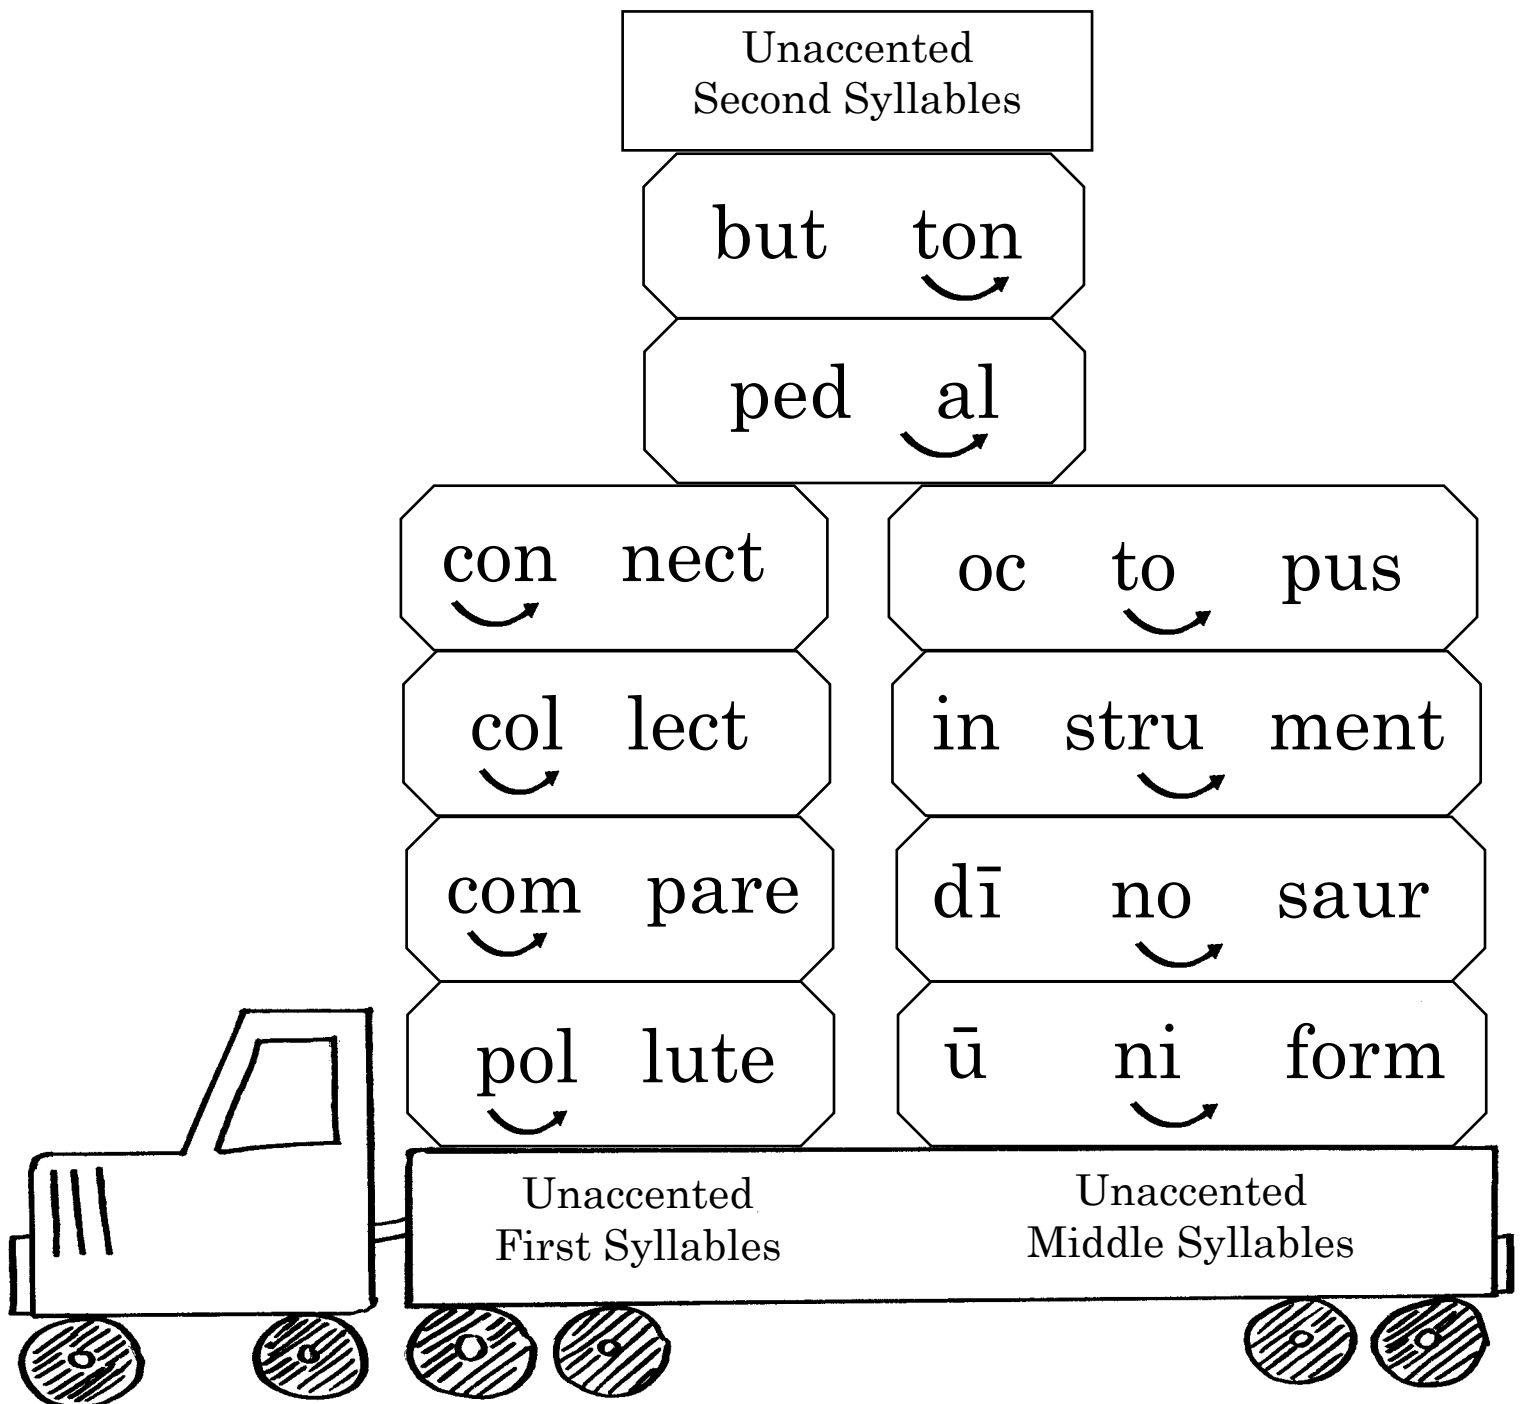 Unaccented
Second Syllables
but ton
ped al
con nect
col lect
com pare
pol lute
Unaccented
First Syllables
oc to pus
in stru ment
dī no saur
ū ni form
Unaccented
Middle Syllables